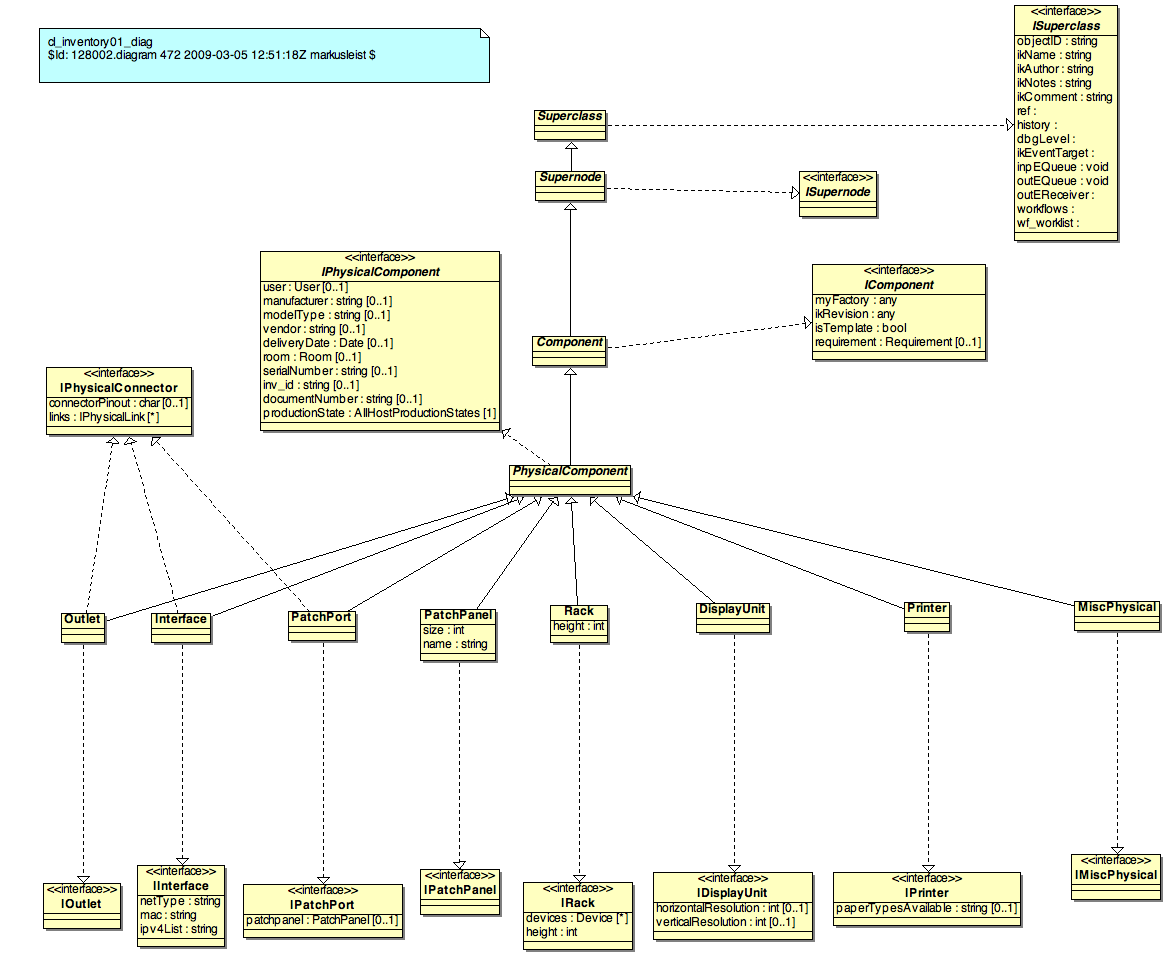 cl_inventory01_diag
$Id: 128002.diagram 472 2009-03-05 12:51:18Z markusleist $
<<interface>>
ISuperclass
objectID : string
ikName : string
ikAuthor : string
ikNotes : string
ikComment : string
ref :
history :
dbgLevel :
ikEventTarget :
inpEQueue : void
outEQueue : void
outEReceiver :
workflows :
wf_worklist :
Superclass
Supernode
<<interface>>
ISupernode
<<interface>>
IPhysicalComponent
user : User [0..1]
manufacturer : string [0..1]
modelType : string [0..1]
vendor : string [0..1]
deliveryDate : Date [0..1]
room : Room [0..1]
serialNumber : string [0..1]
inv_id : string [0..1]
documentNumber : string [0..1]
productionState : AllHostProductionStates [1]
<<interface>>
IComponent
myFactory : any
ikRevision : any
isTemplate : bool
requirement : Requirement [0..1]
Component
<<interface>>
IPhysicalConnector
connectorPinout : char [0..1]
links : IPhysicalLink [*]
PhysicalComponent
Outlet
Interface
PatchPort
PatchPanel
size : int
name : string
Rack
height : int
DisplayUnit
Printer
MiscPhysical
<<interface>>
IOutlet
<<interface>>
IInterface
netType : string
mac : string
ipv4List : string
<<interface>>
IPatchPort
patchpanel : PatchPanel [0..1]
<<interface>>
IPatchPanel
<<interface>>
IRack
devices : Device [*]
height : int
<<interface>>
IDisplayUnit
horizontalResolution : int [0..1]
verticalResolution : int [0..1]
<<interface>>
IPrinter
paperTypesAvailable : string [0..1]
<<interface>>
IMiscPhysical